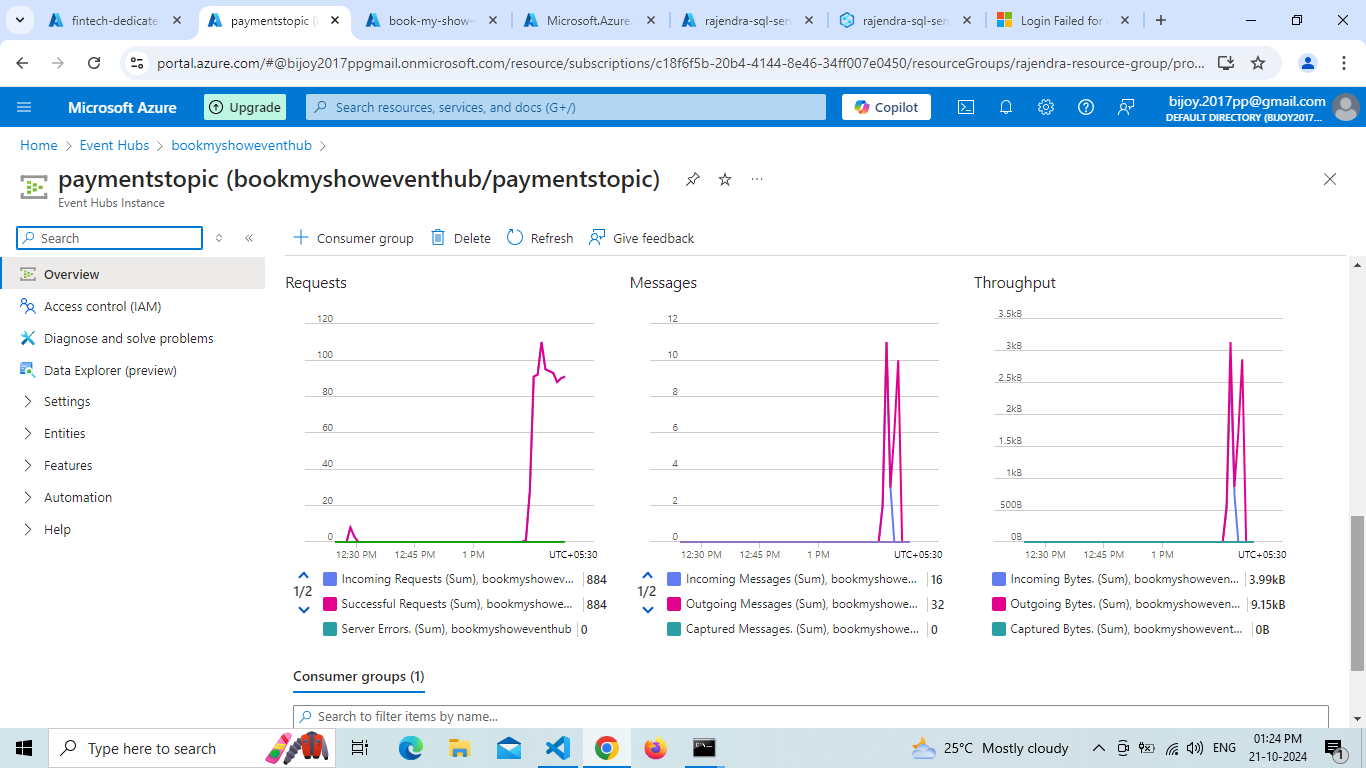 fintech-dedicate
paymentstopic (
book-my-show-
Microsoft.Azure.
rajendra-sql-ser
rajendra-sql-ser
Login Failed for
portal.azure.com/#@bijoy2017ppgmail.onmicrosoft.com/resource/subscriptions/c18f6f5b-20b4-4144-8e46-34ff007e0450/resourceGroups/rajendra-resource-group/pro...
Microsoft Azure
Upgrade
Search resources, services, and docs (G+/)
Copilot
bijoy.2017pp@gmail.com
DEFAULT DIRECTORY (BIJOY2017...
Home > Event Hubs > bookmyshoweventhub >
paymentstopic (bookmyshoweventhub/paymentstopic)
...
Event Hubs Instance
Search
Consumer group
Delete
Refresh
Give feedback
Overview
Access control (IAM)
Diagnose and solve problems
Data Explorer (preview)
Settings
Entities
Features
Automation
Help
Requests
120
100
80
60
40
20
0
12:30 PM 12:45 PM 1 PM UTC+05:30
1/2
Incoming Requests (Sum), bookmyshowev... 884
Successful Requests (Sum), bookmyshowe... 884
Server Errors. (Sum), bookmyshoweventhub 0
Messages
12
10
8
6
4
2
0
12:30 PM 12:45 PM 1 PM UTC+05:30
1/2
Incoming Messages (Sum), bookmyshowe... 16
Outgoing Messages (Sum), bookmyshowe... 32
Captured Messages. (Sum), bookmyshowe... 0
Throughput
3.5kB
3kB
2.5kB
2kB
1.5kB
1kB
500B
0B
12:30 PM 12:45 PM 1 PM UTC+05:30
Incoming Bytes. (Sum), bookmyshoweven... 3.99kB
Outgoing Bytes. (Sum), bookmyshoweven... 9.15kB
Captured Bytes. (Sum), bookmyshowevent... 0B
Consumer groups (1)
Search to filter items by name...
Type here to search
25°C Mostly cloudy
ENG
01:24 PM
21-10-2024
1